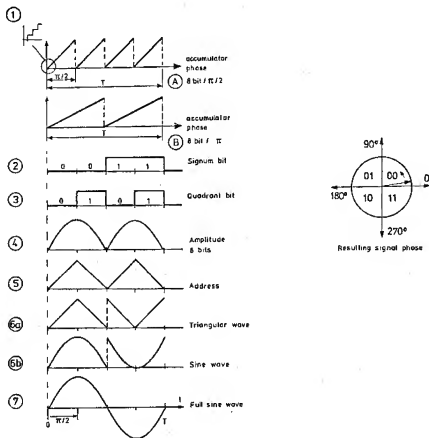 1
accumulator
phase
π/2
T
A 8 bit / π/2
accumulator
phase
T
B 8 bit / π
2
0 0 1 1
Signum bit
3
0 1 0 1
Quadrant bit
4
Amplitude
8 bits
5
Address
6a
Triangular wave
6b
Sine wave
7
t
Full sine wave
0
π/2
T
90°
01 00
0
180°
10 11
270°
Resulting signal phase